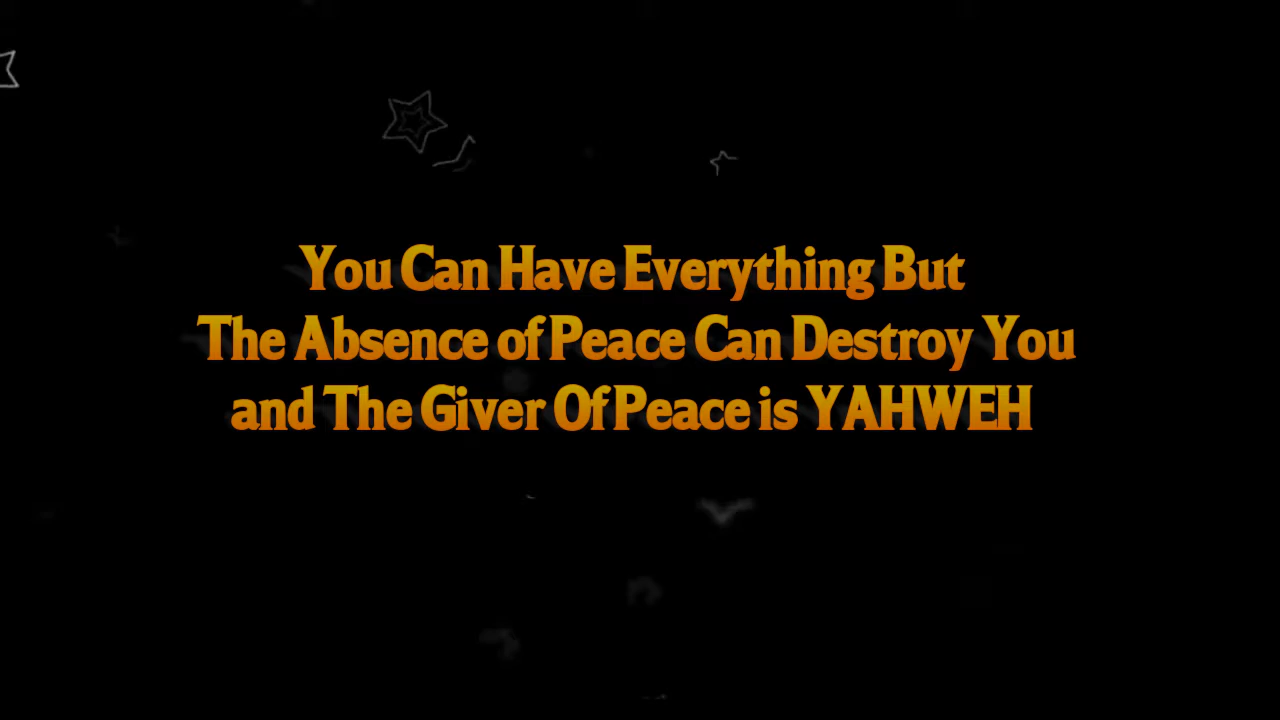 You Can Have Everything But
The Absence of Peace Can Destroy You
and The Giver Of Peace is YAHWEH